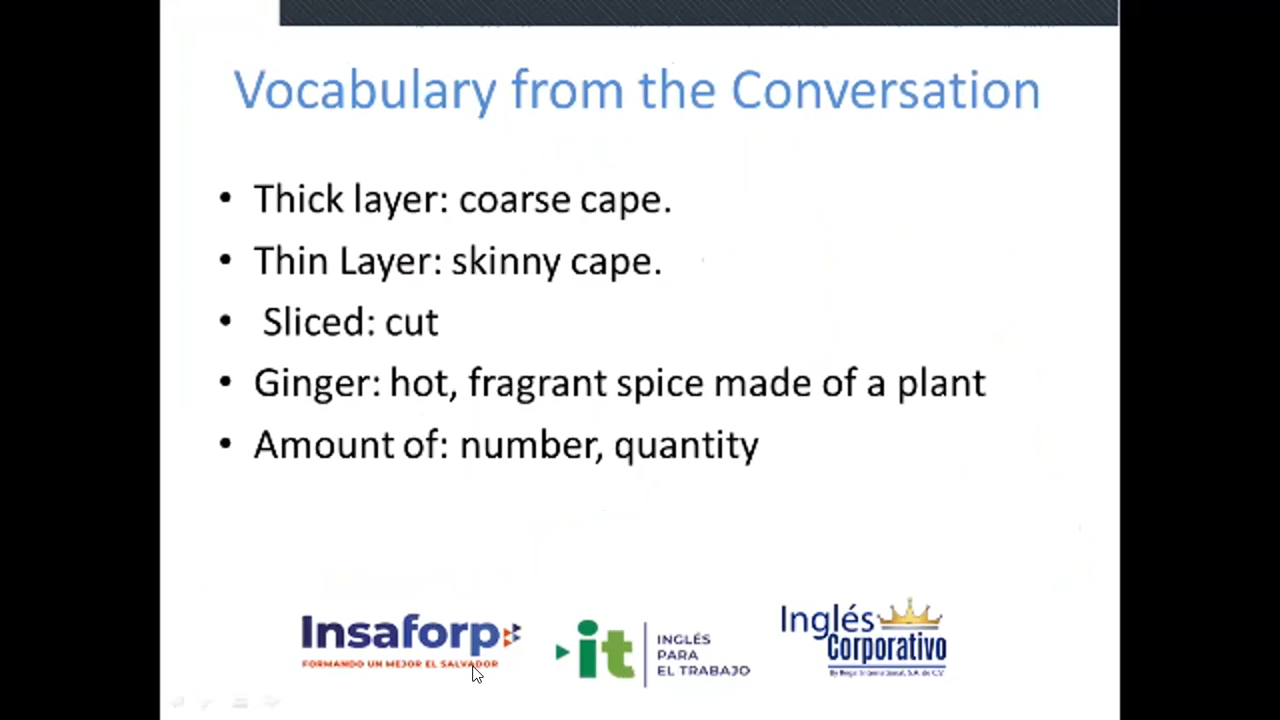 Vocabulary from the Conversation
• Thick layer: coarse cape.
• Thin Layer: skinny cape.
• Sliced: cut
• Ginger: hot, fragrant spice made of a plant
• Amount of: number, quantity
Insaforp
FORMANDO UN MEJOR EL SALVADOR
it
INGLÉS
PARA
EL TRABAJO
Inglés
Corporativo